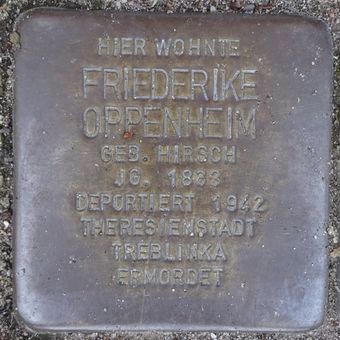 HIER WOHNTE
FRIEDERIKE
OPPENHEIM
GEB. HIRSCH
JG. 1883
DEPORTIERT 1942
THERESIENSTADT
TREBLINKA
ERMORDET